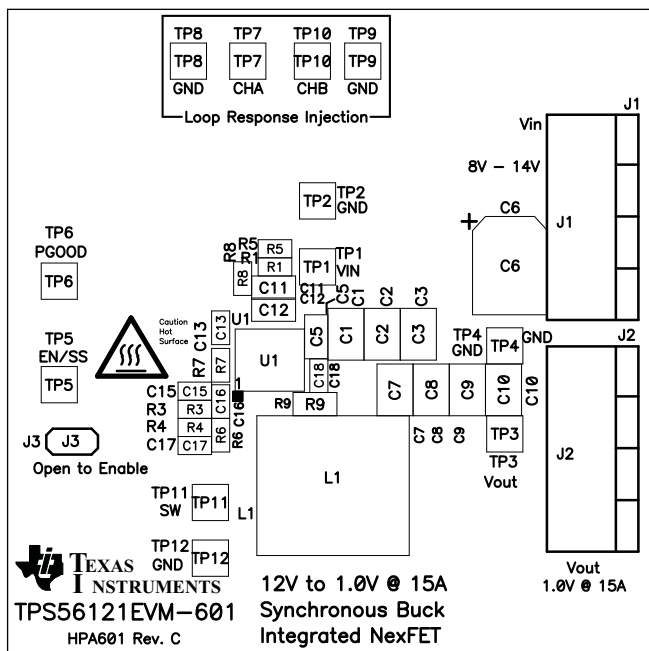 TP8 TP7 TP10 TP9
TP8 TP7 TP10 TP9
GND CHA CHB GND
Loop Response Injection
J1
Vin
8V - 14V
C6
+
C6
J1
TP2
TP2
GND
TP6
PGOOD
TP6
TP1
TP1
VIN
R8
R5
R1
R8
R5
R1
C11
C12
C11
C12
C5
C1
C2
C3
TP5
EN/SS
TP5
Caution
Hot
Surface
C13
C13
U1
U1
C5
C1
C2
C3
TP4
GND
TP4
GND
J2
R7
R7
C18
C18
C15
C15
R3
R3
R4
R4
C17
C17
C16
R6
1
C16
R6
R9
R9
C7
C8
C9
C10
C10
C7
C8
C9
TP3
TP3
Vout
J2
J3
J3
Open to Enable
L1
L1
TP11
SW
TP11
TP12
GND
TP12
TEXAS
INSTRUMENTS
TPS56121EVM-601
HPA601 Rev. C
12V to 1.0V @ 15A
Synchronous Buck
Integrated NexFET
Vout
1.0V @ 15A